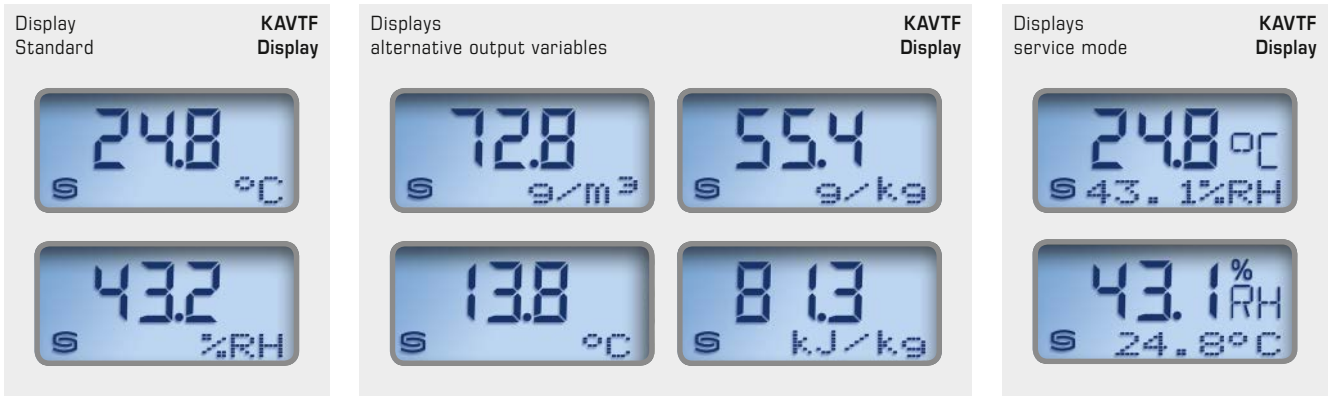 Display KAVTF
Standard Display
24.8
°C
43.2
%RH
Displays KAVTF
alternative output variables Display
72.8
g/m³
55.4
g/kg
13.8
°C
81.3
kJ/kg
Displays KAVTF
service mode Display
24.8 °C
43.1%RH
43.1 % RH
24.8°C